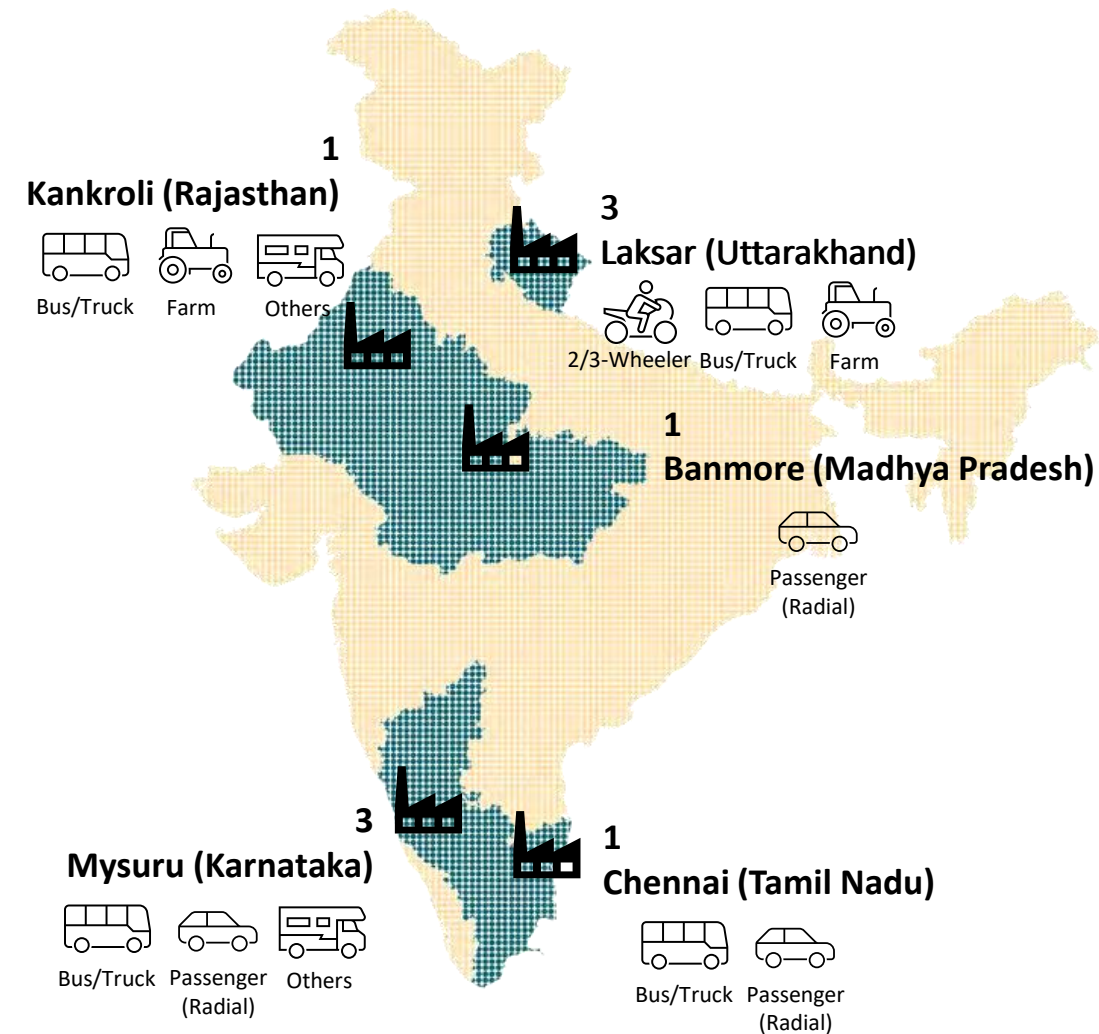 1
Kankroli (Rajasthan)
Bus/Truck Farm Others
3
Laksar (Uttarakhand)
2/3-Wheeler Bus/Truck Farm
1
Banmore (Madhya Pradesh)
Passenger
(Radial)
3
Mysuru (Karnataka)
Bus/Truck Passenger Others
(Radial)
1
Chennai (Tamil Nadu)
Bus/Truck Passenger
(Radial)